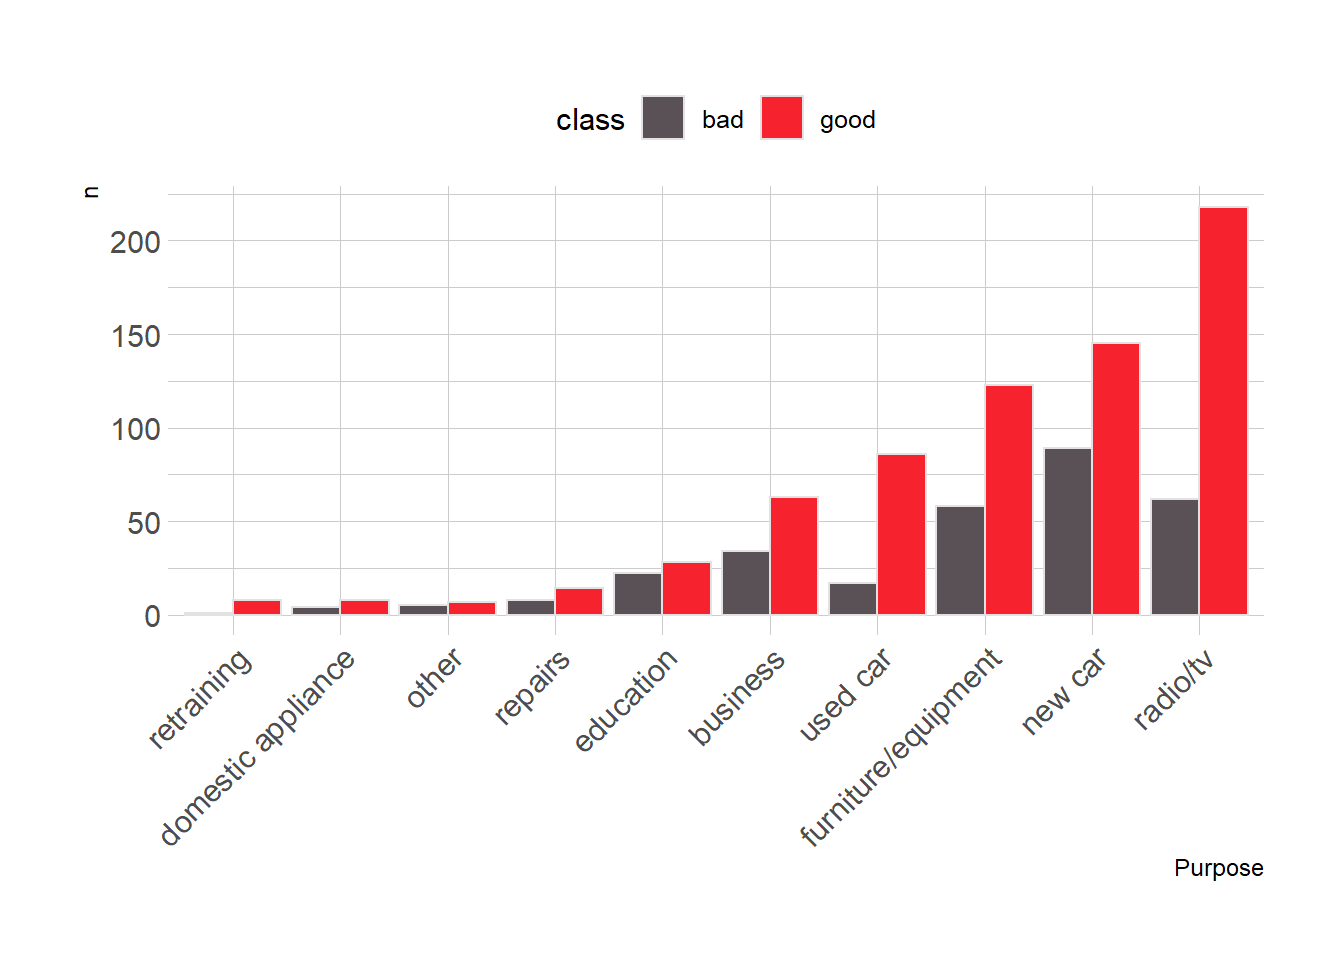 class bad good
n
200
150
100
50
0
retraining
domestic appliance
other
repairs
education
business
used car
furniture/equipment
new car
radio/tv
Purpose